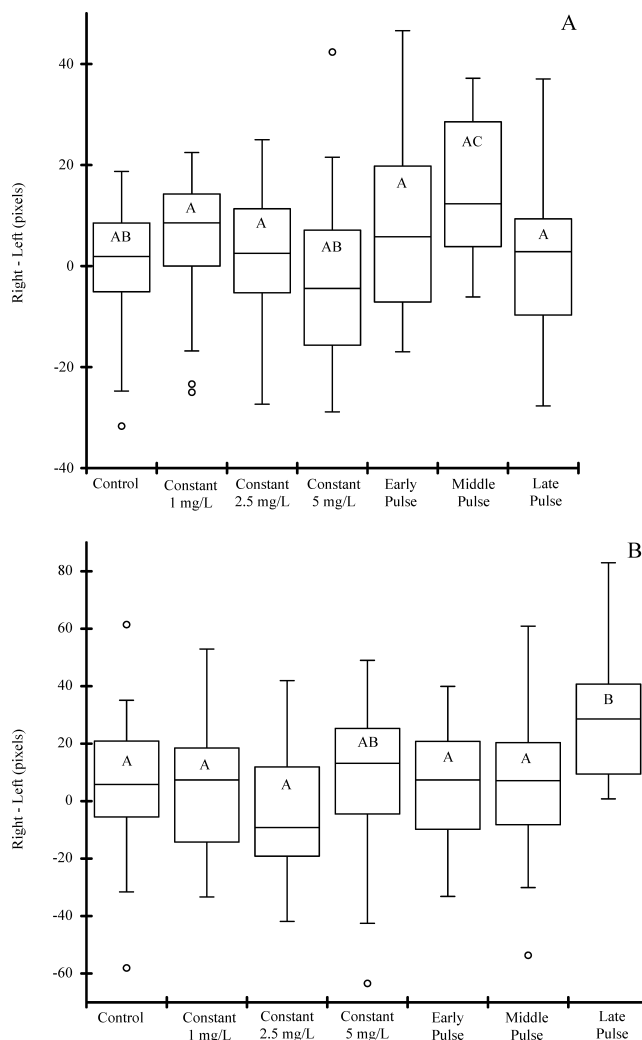 A
Right - Left (pixels)
40
20
0
-20
-40
AB
A
A
AB
A
AC
A
Control
Constant
1 mg/L
Constant
2.5 mg/L
Constant
5 mg/L
Early
Pulse
Middle
Pulse
Late
Pulse
B
Right - Left (pixels)
80
60
40
20
0
-20
-40
-60
A
A
A
AB
A
A
B
Control
Constant
1 mg/L
Constant
2.5 mg/L
Constant
5 mg/L
Early
Pulse
Middle
Pulse
Late
Pulse